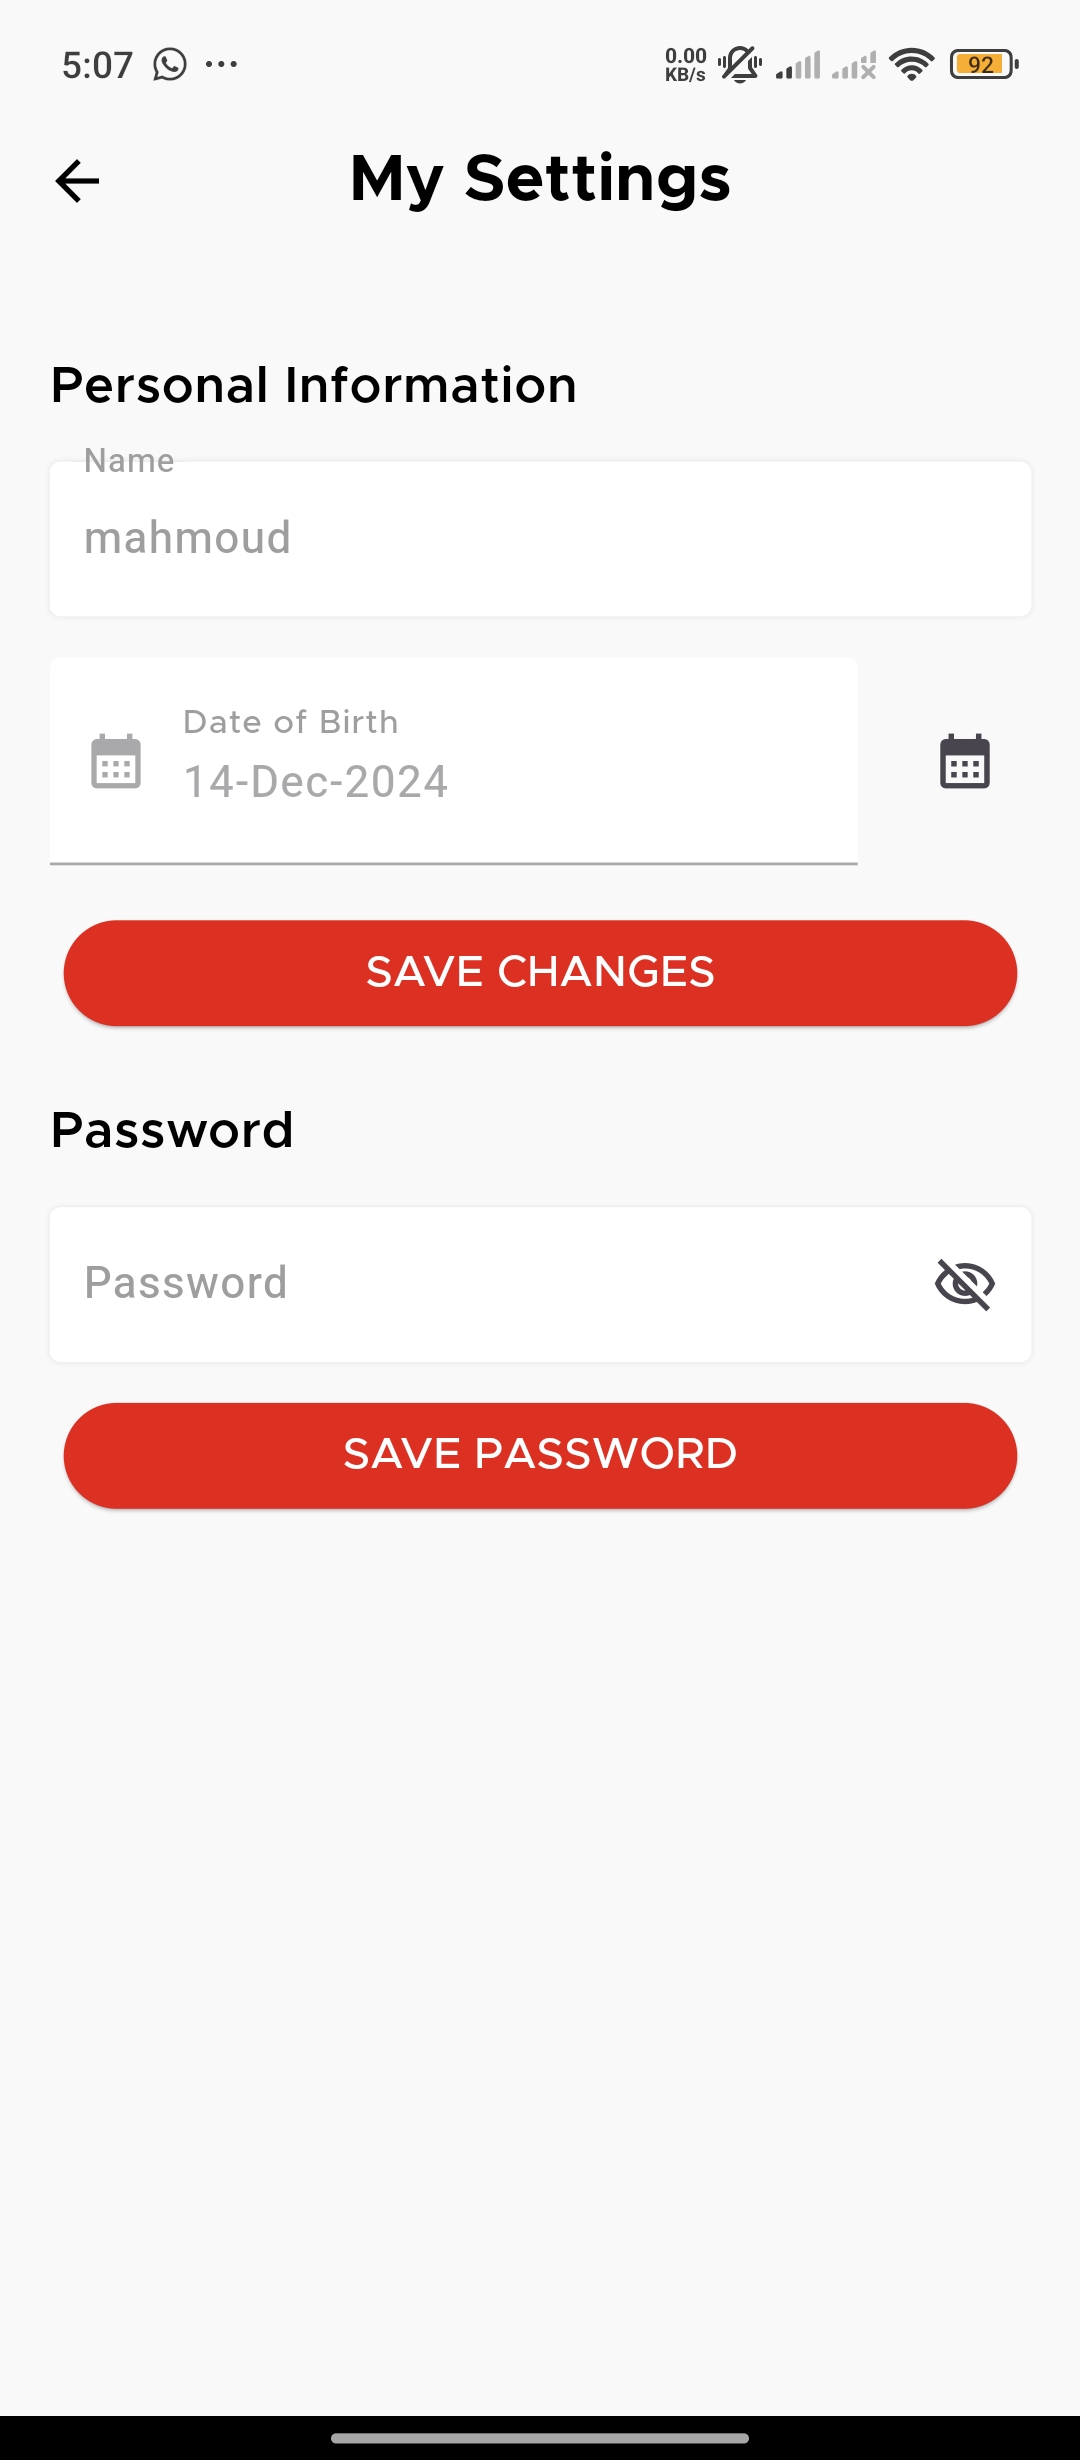 5:07
0.00
KB/s
92
My Settings
Personal Information
Name
mahmoud
Date of Birth
14-Dec-2024
SAVE CHANGES
Password
Password
SAVE PASSWORD